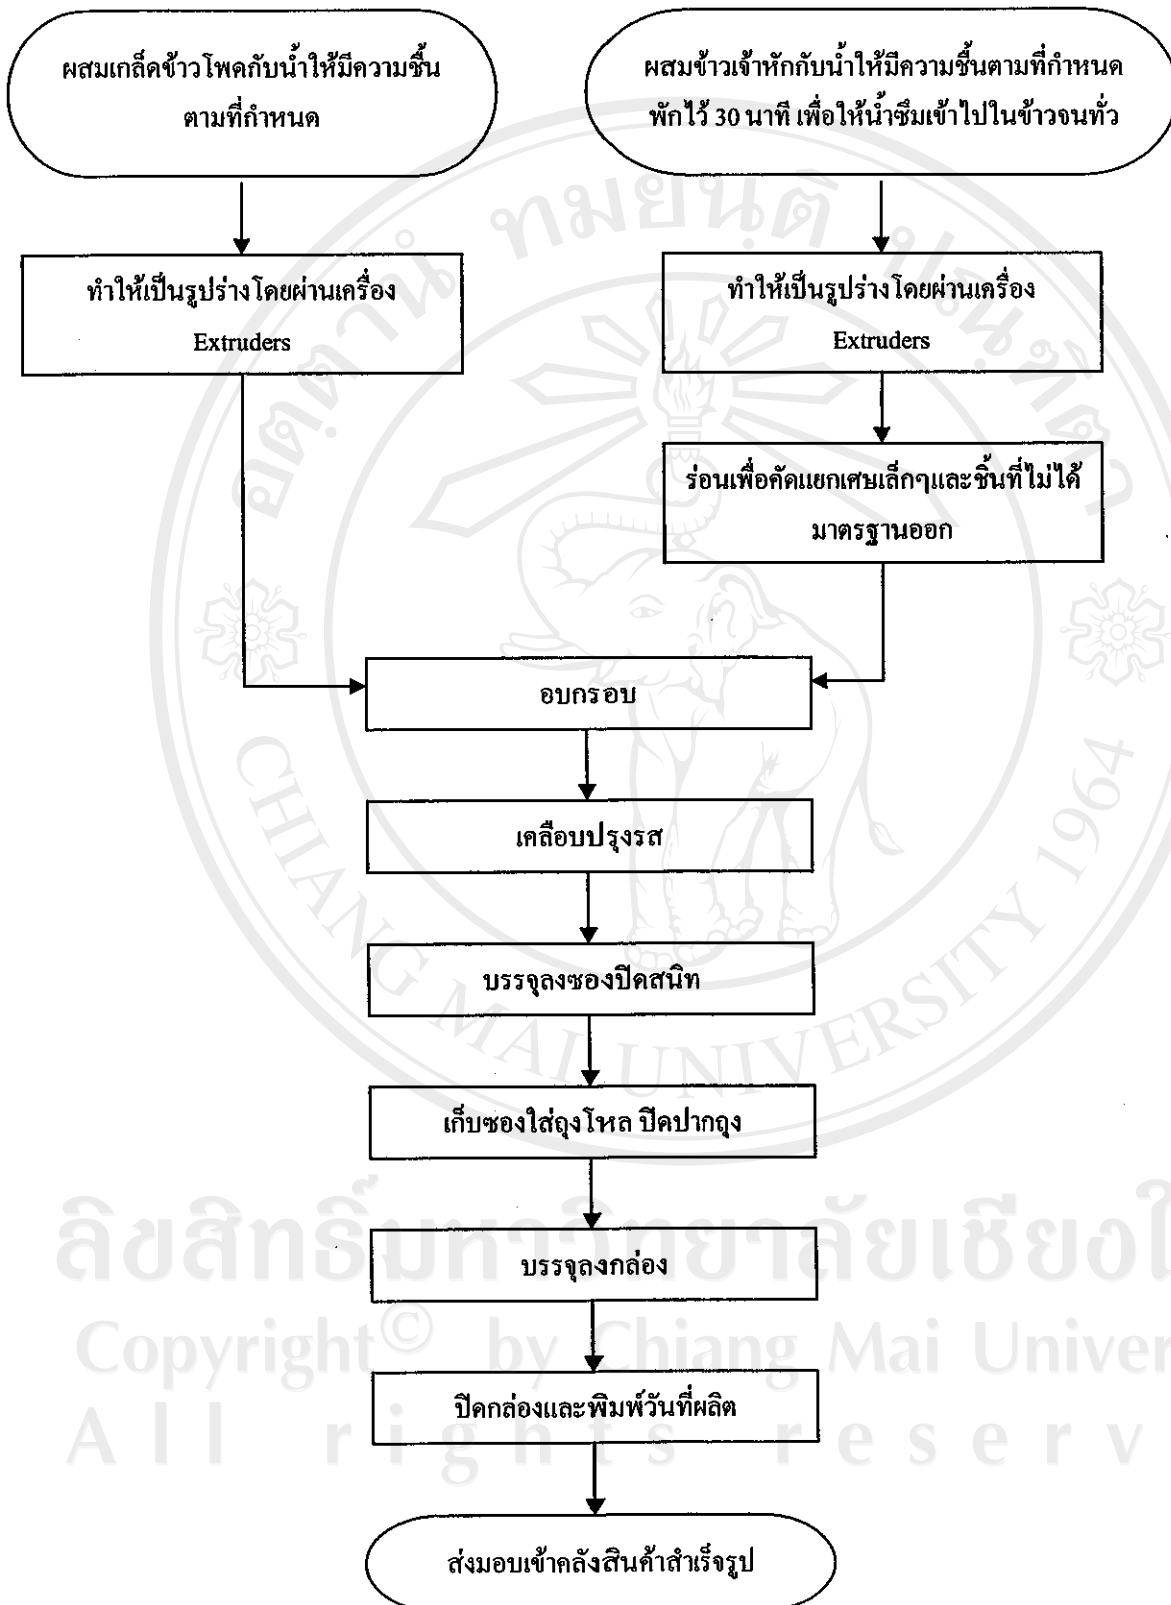 ผสมเกล็ดข้าวโพดกับน้ำให้มีความชื้น
ตามที่กำหนด
ผสมข้าวเจ้าหักกับน้ำให้มีความชื้นตามที่กำหนด
พักไว้ 30 นาที เพื่อให้น้ำซึมเข้าไปในข้าวจนทั่ว
ทำให้เป็นรูปร่างโดยผ่านเครื่อง
Extruders
ทำให้เป็นรูปร่างโดยผ่านเครื่อง
Extruders
ร่อนเพื่อคัดแยกเศษเล็กๆและชิ้นที่ไม่ได้
มาตรฐานออก
อบกรอบ
เคลือบปรุงรส
บรรจุลงซองปิดสนิท
เก็บซองใส่ถุงโหล ปิดปากถุง
บรรจุลงกล่อง
ปิดกล่องและพิมพ์วันที่ผลิต
ส่งมอบเข้าคลังสินค้าสำเร็จรูป
อตฺตานํ ทมยนฺติ ปณฺฑิตา
CHIANG MAI UNIVERSITY 1964
ลิขสิทธิ์มหาวิทยาลัยเชียงใ
Copyright© by Chiang Mai Univer
All rights reserv